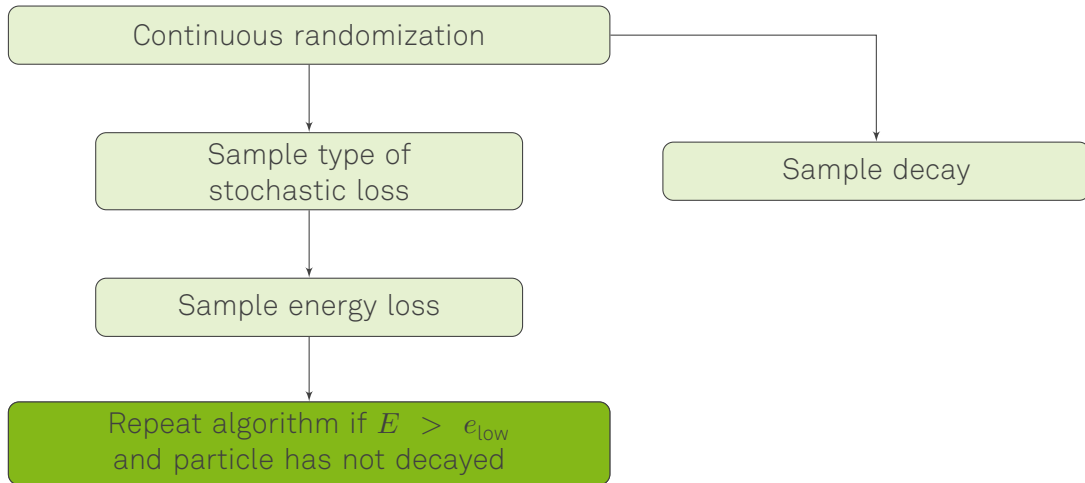 Continuous randomization
Sample type of
stochastic loss
Sample decay
Sample energy loss
Repeat algorithm if E > e_low
and particle has not decayed